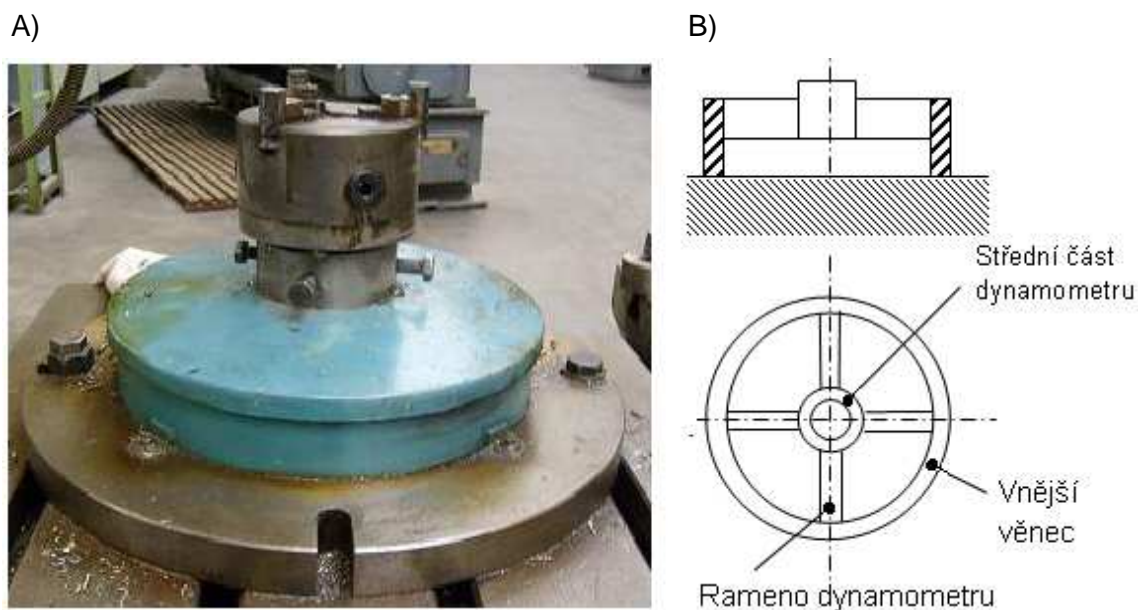 A)
B)
Střední část
dynamometru
Vnější
věnec
Rameno dynamometru